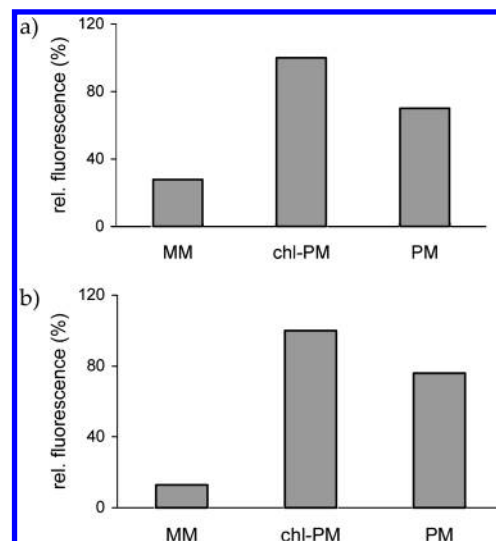 a)
rel. fluorescence (%)
120
80
40
0
MM chl-PM PM
b)
rel. fluorescence (%)
120
80
40
0
MM chl-PM PM